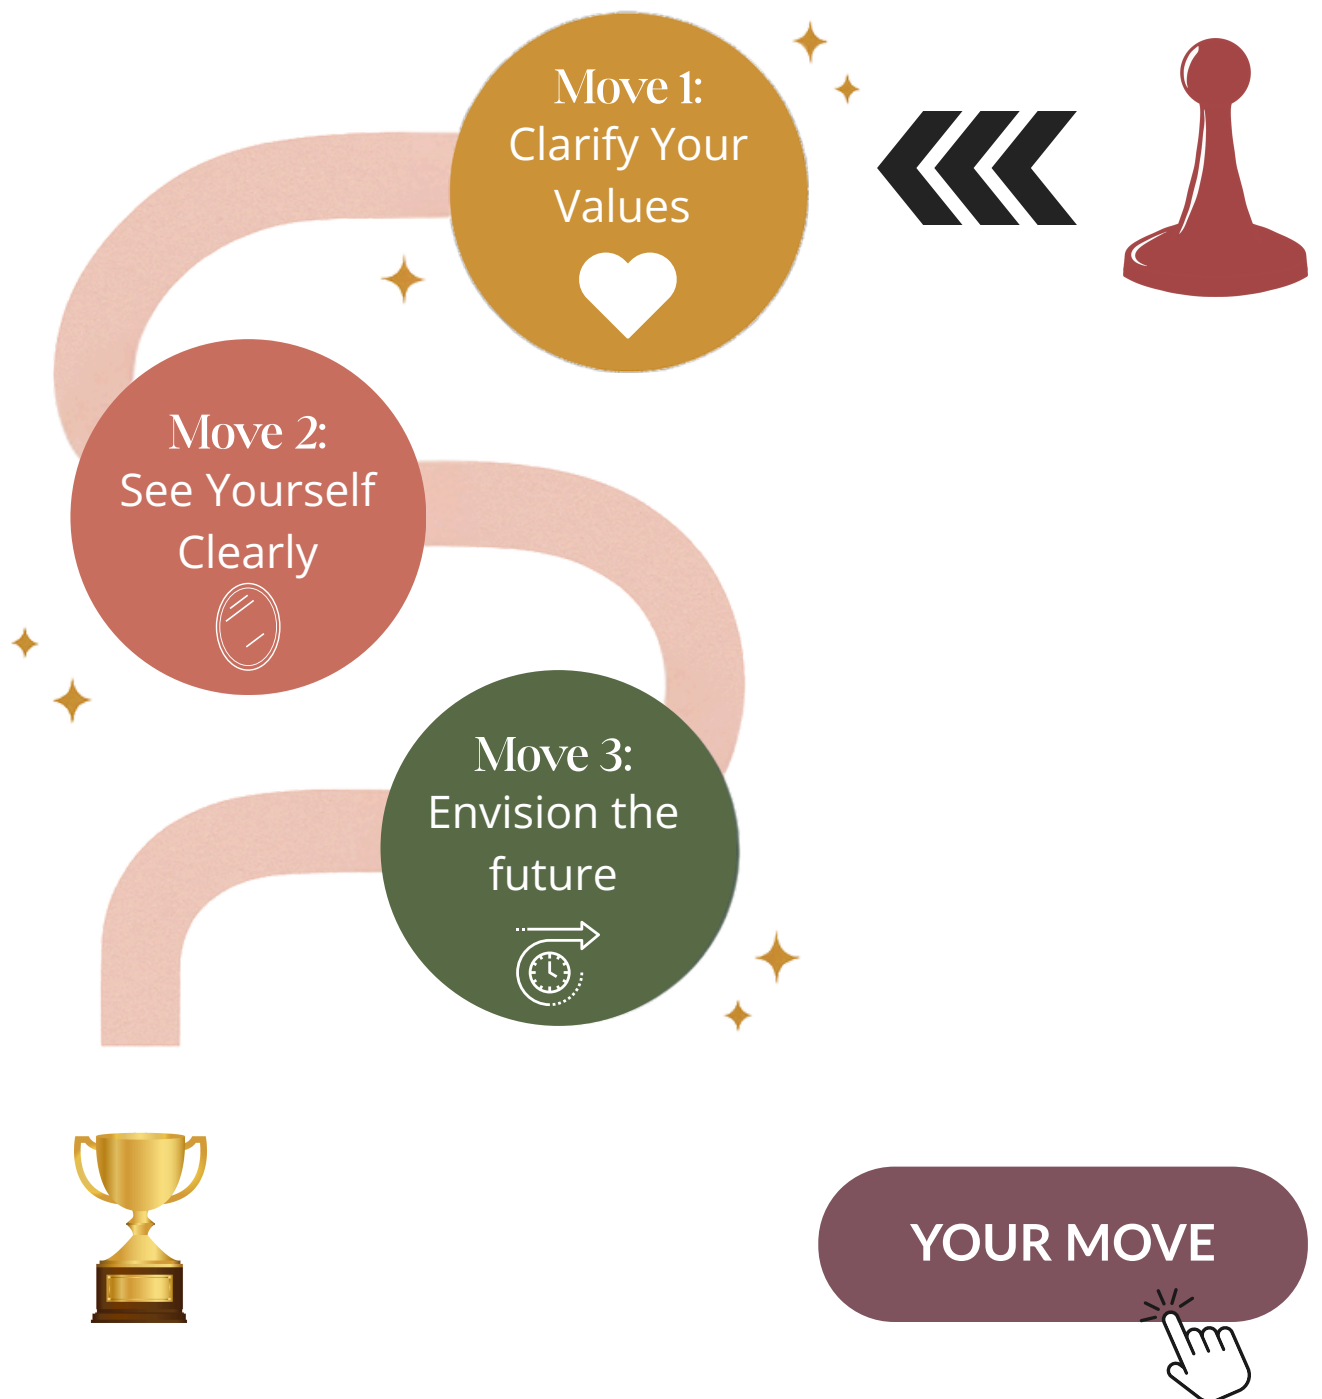 Move 1:
Clarify Your
Values
Move 2:
See Yourself
Clearly
Move 3:
Envision the
future
YOUR MOVE